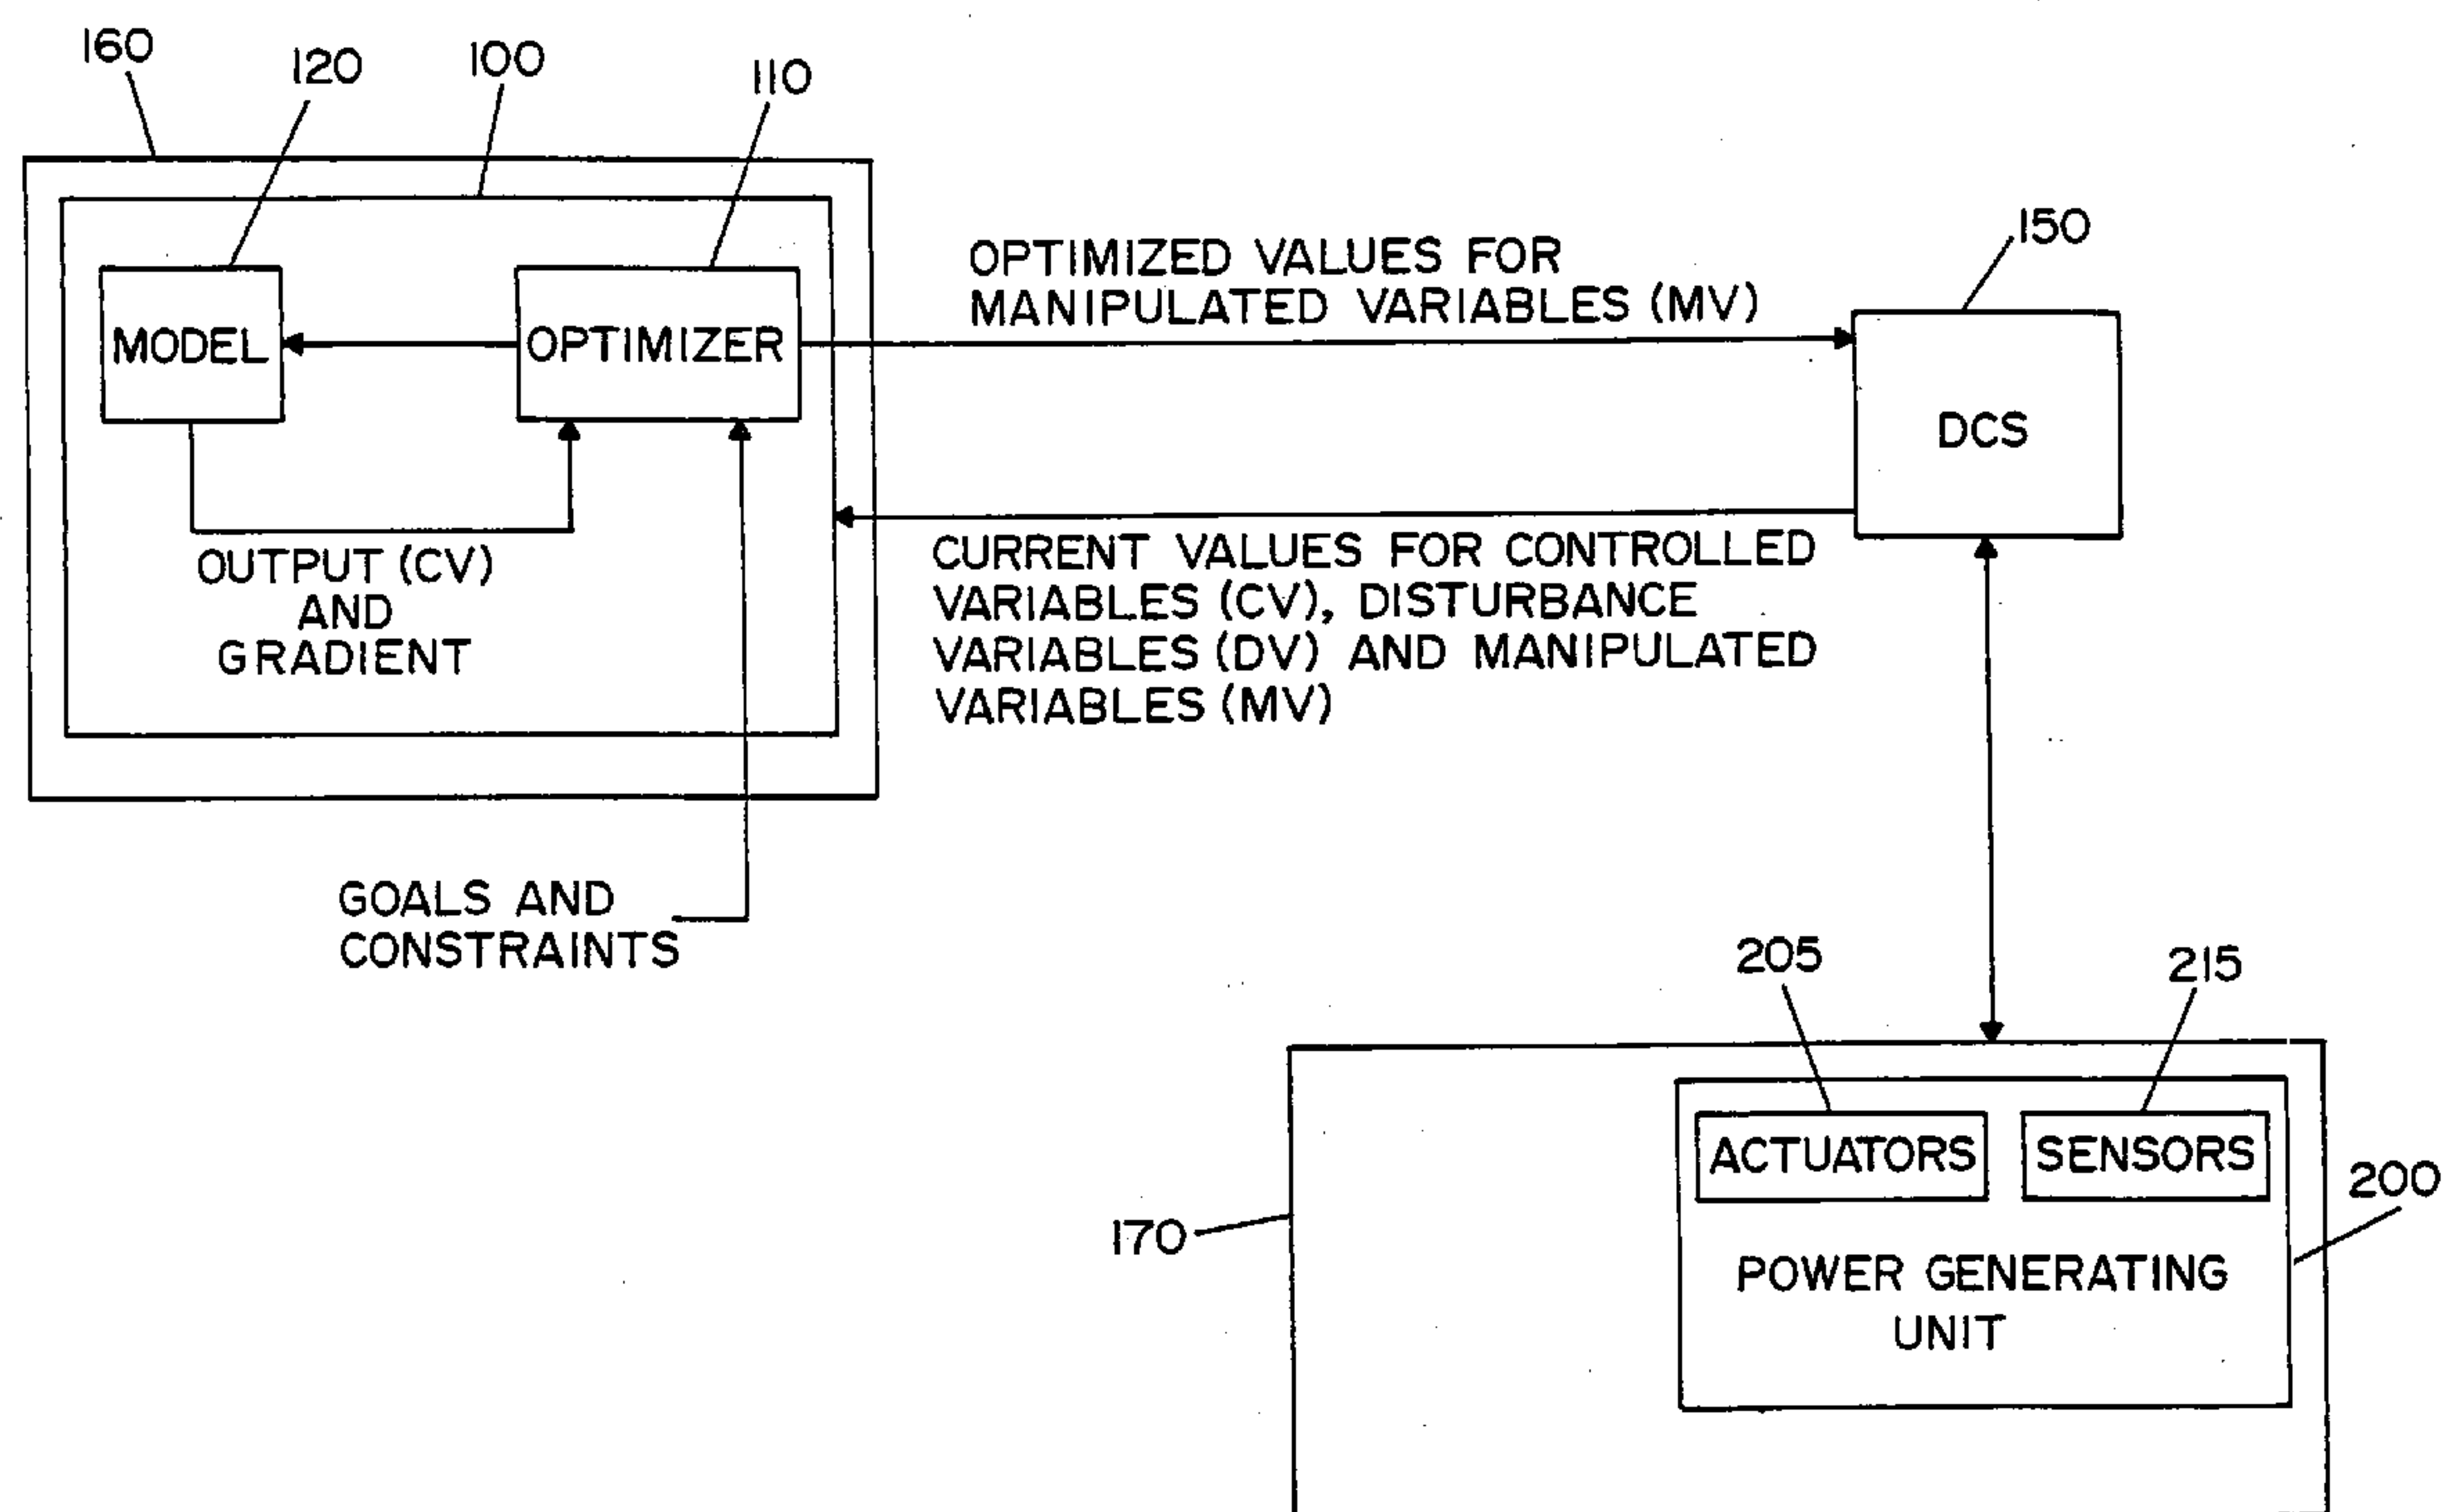 160
120
100
110
MODEL
OPTIMIZER
OUTPUT (CV)
AND
GRADIENT
GOALS AND
CONSTRAINTS
OPTIMIZED VALUES FOR
MANIPULATED VARIABLES (MV)
150
DCS
CURRENT VALUES FOR CONTROLLED
VARIABLES (CV), DISTURBANCE
VARIABLES (DV) AND MANIPULATED
VARIABLES (MV)
205
215
ACTUATORS
SENSORS
200
170
POWER GENERATING
UNIT